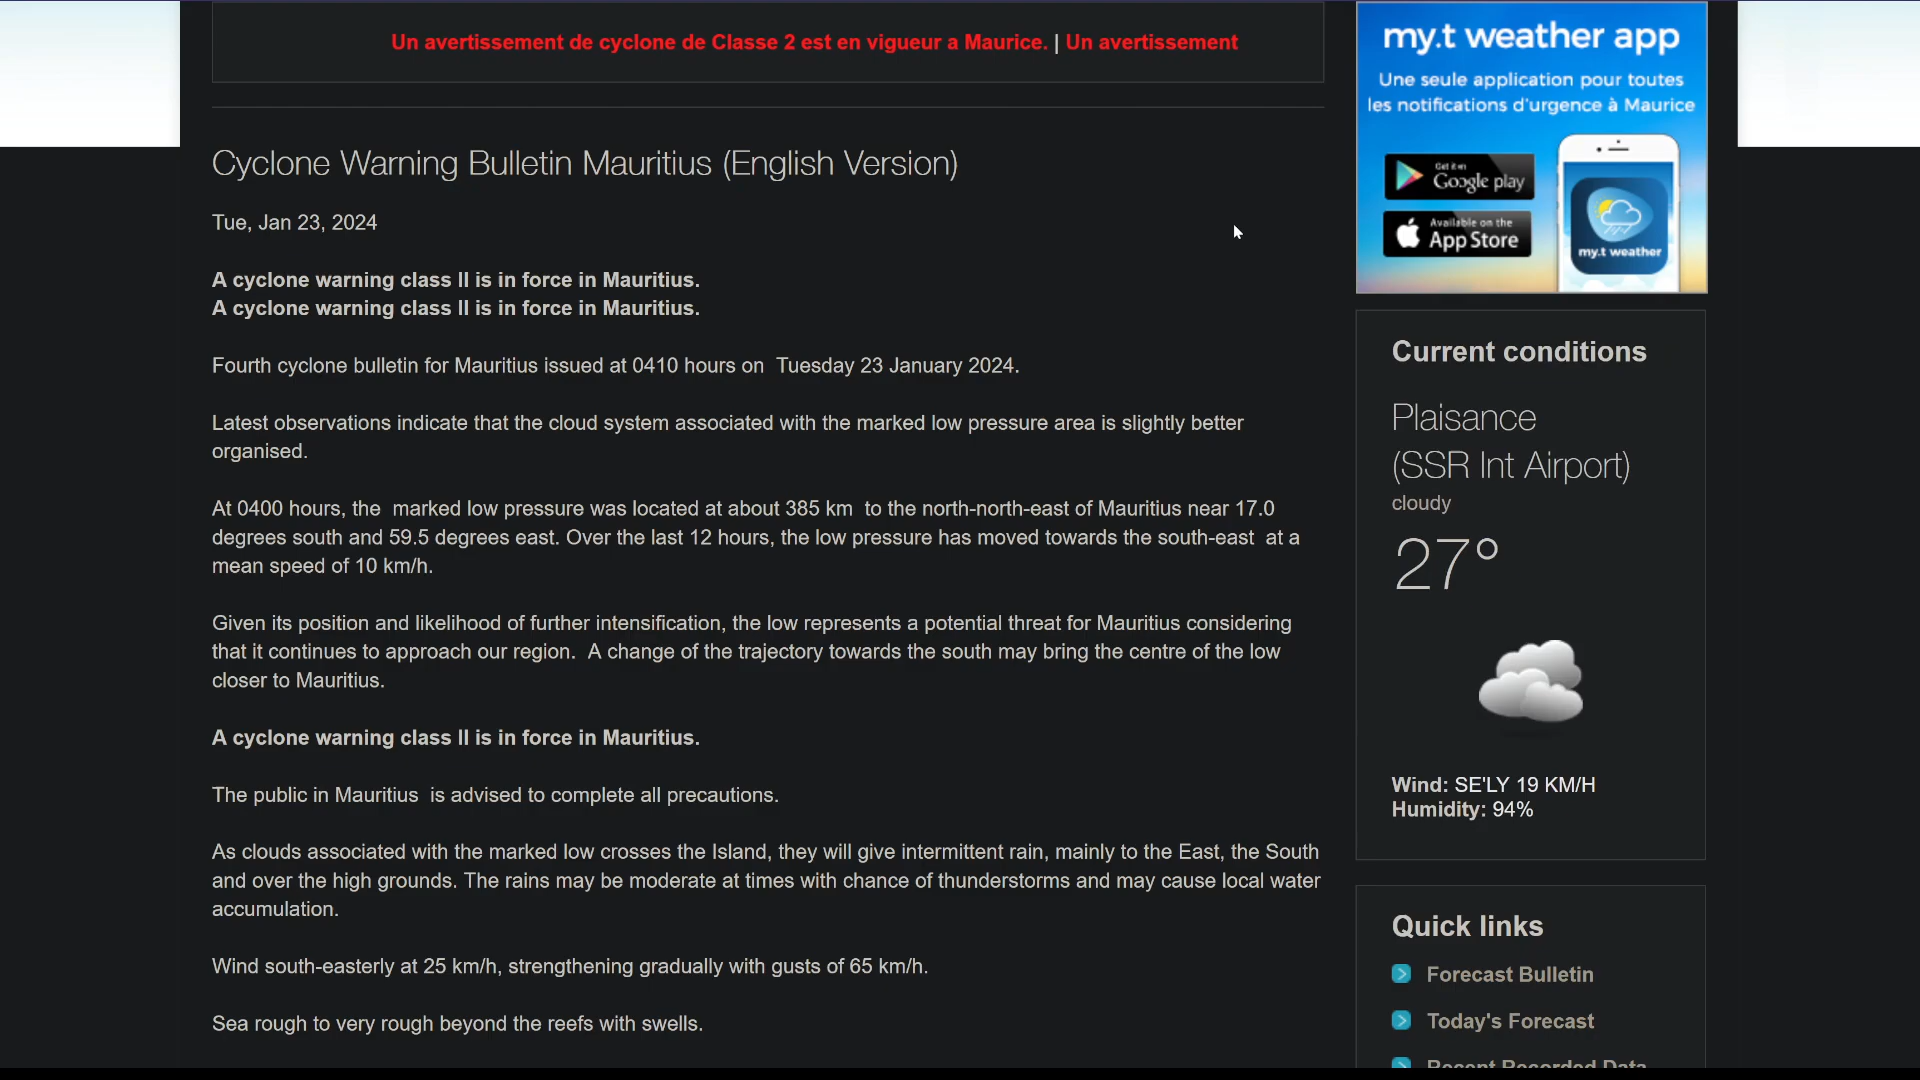 Un avertissement de cyclone de Classe 2 est en vigueur a Maurice. | Un avertissement
Cyclone Warning Bulletin Mauritius (English Version)
Tue, Jan 23, 2024
A cyclone warning class II is in force in Mauritius.
A cyclone warning class II is in force in Mauritius.
Fourth cyclone bulletin for Mauritius issued at 0410 hours on  Tuesday 23 January 2024.
Latest observations indicate that the cloud system associated with the marked low pressure area is slightly better
organised.
At 0400 hours, the  marked low pressure was located at about 385 km  to the north-north-east of Mauritius near 17.0
degrees south and 59.5 degrees east. Over the last 12 hours, the low pressure has moved towards the south-east  at a
mean speed of 10 km/h.
Given its position and likelihood of further intensification, the low represents a potential threat for Mauritius considering
that it continues to approach our region.  A change of the trajectory towards the south may bring the centre of the low
closer to Mauritius.
A cyclone warning class II is in force in Mauritius.
The public in Mauritius  is advised to complete all precautions.
As clouds associated with the marked low crosses the Island, they will give intermittent rain, mainly to the East, the South
and over the high grounds. The rains may be moderate at times with chance of thunderstorms and may cause local water
accumulation.
Wind south-easterly at 25 km/h, strengthening gradually with gusts of 65 km/h.
Sea rough to very rough beyond the reefs with swells.
my.t weather app
Une seule application pour toutes
les notifications d'urgence à Maurice
Get it on
Google play
Available on the
App Store
my.t weather
Current conditions
Plaisance
(SSR Int Airport)
cloudy
27°
Wind: SE'LY 19 KM/H
Humidity: 94%
Quick links
Forecast Bulletin
Today's Forecast
Recent Recorded Data